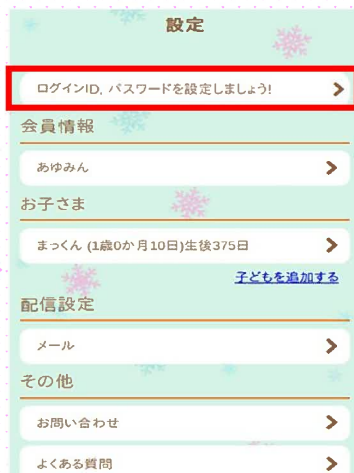 設定
ログインID, パスワードを設定しましょう!
会員情報
あゆみん
お子さま
まっくん (1歳0か月10日)生後375日
子どもを追加する
配信設定
メール
その他
お問い合わせ
よくある質問